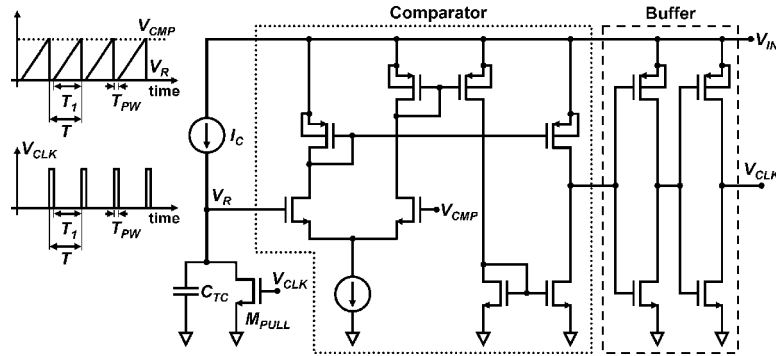 Comparator
Buffer
V_CMP
V_R
time
T_1
T_PW
T
V_CLK
time
T_1
T_PW
T
I_C
V_R
C_TC
V_CLK
M_PULL
V_CMP
V_IN
V_CLK